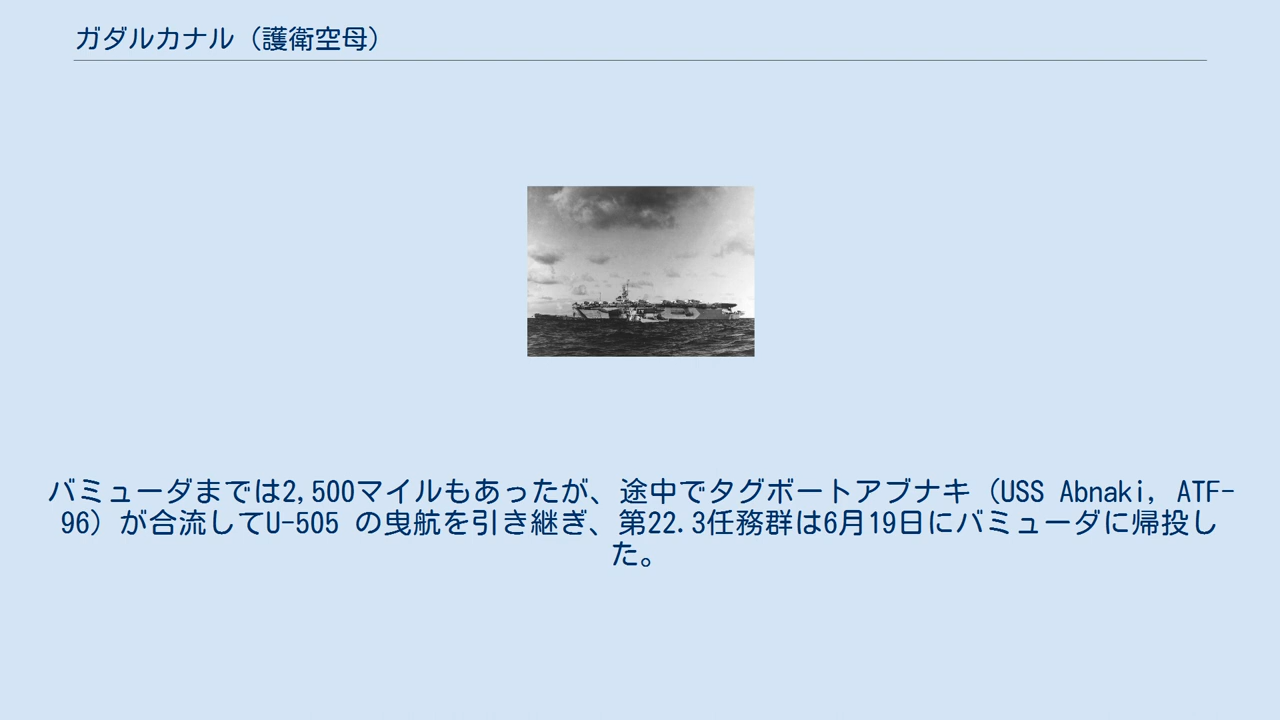 ガダルカナル（護衛空母）
バミューダまでは2,500マイルもあったが、途中でタグボートアブナキ（USS Abnaki, ATF-
96）が合流してU-505 の曳航を引き継ぎ、第22.3任務群は6月19日にバミューダに帰投し
た。